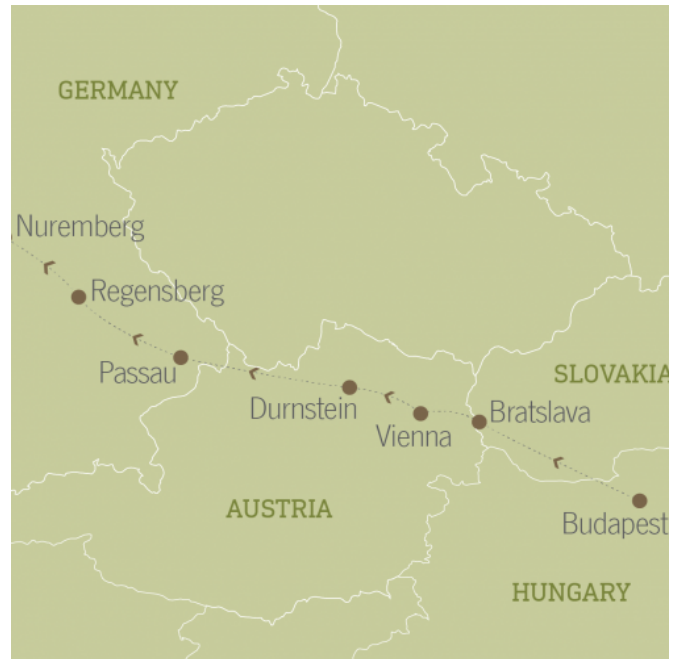 GERMANY
Nuremberg
Regensberg
Passau
Durnstein
Vienna
Bratslava
SLOVAKIA
Budapest
AUSTRIA
HUNGARY